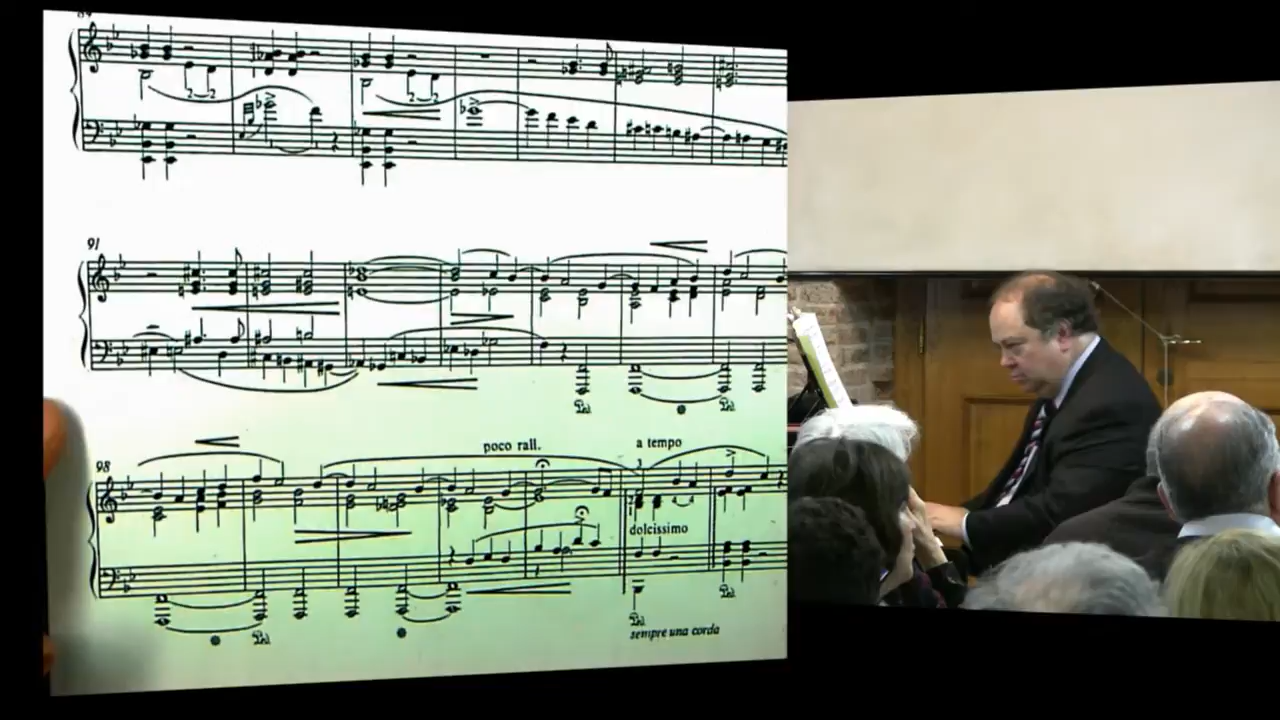 91
98
poco rall.
a tempo
dolcissimo
sempre una corda